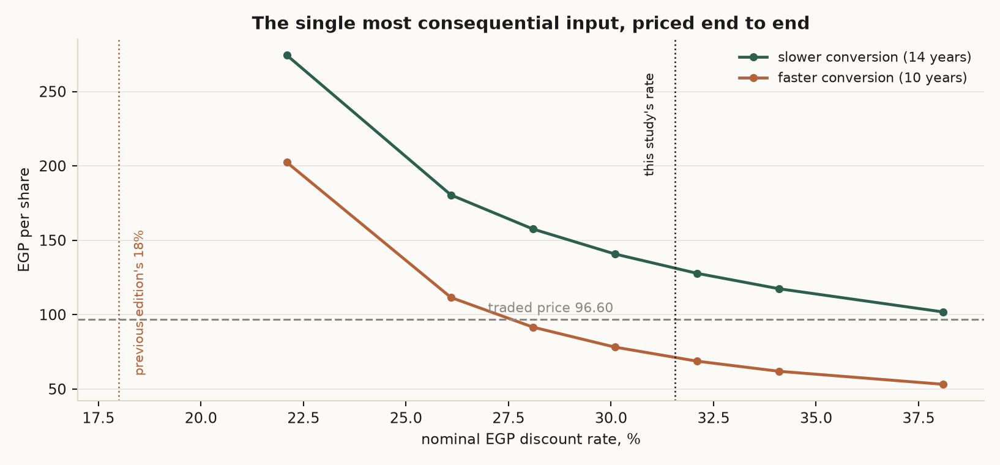 The single most consequential input, priced end to end
slower conversion (14 years)
faster conversion (10 years)
this study's rate
previous edition's 18%
traded price 96.60
EGP per share
250
200
150
100
50
17.5 20.0 22.5 25.0 27.5 30.0 32.5 35.0 37.5
nominal EGP discount rate, %